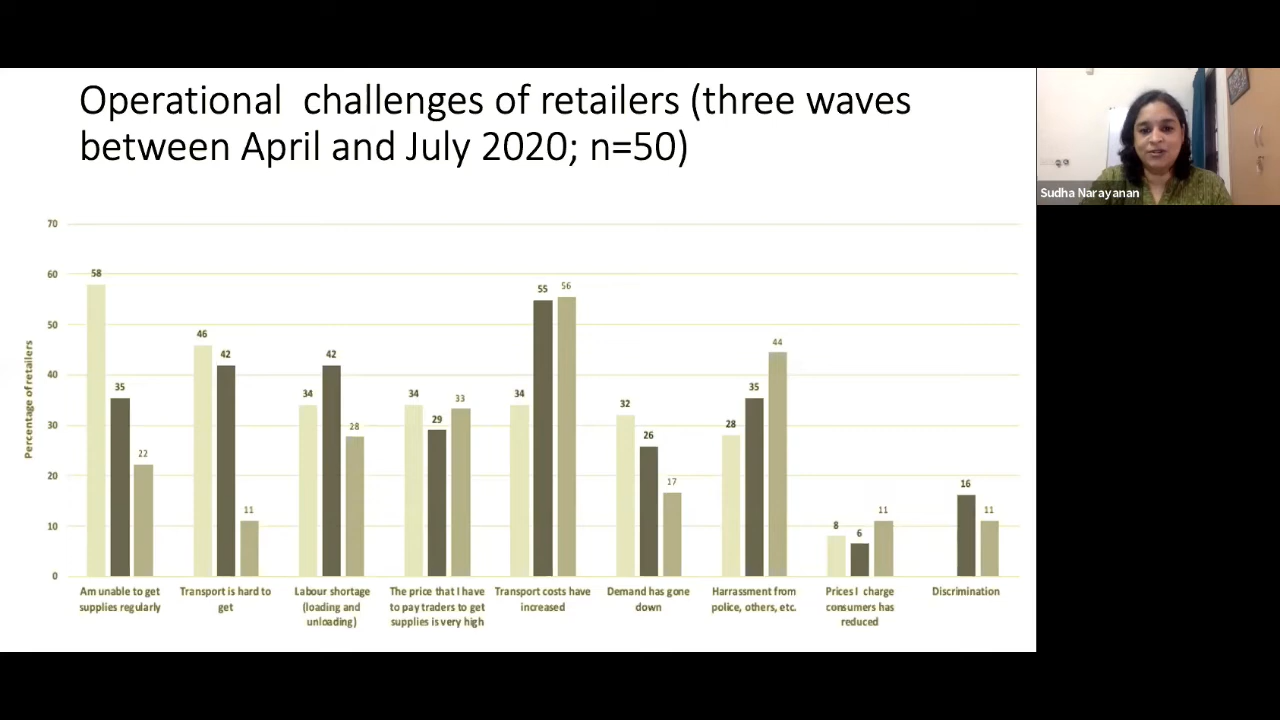 Operational challenges of retailers (three waves
between April and July 2020; n=50)
Sudha Narayanan
Percentage of retailers
70
60
50
40
30
20
10
0
58
35
22
46
42
11
34
42
28
34
29
33
34
55
56
32
26
17
28
35
44
8
6
11
16
11
Am unable to get
supplies regularly
Transport is hard to
get
Labour shortage
(loading and
unloading)
The price that I have
to pay traders to get
supplies is very high
Transport costs have
increased
Demand has gone
down
Harrassment from
police, others, etc.
Prices I charge
consumers has
reduced
Discrimination